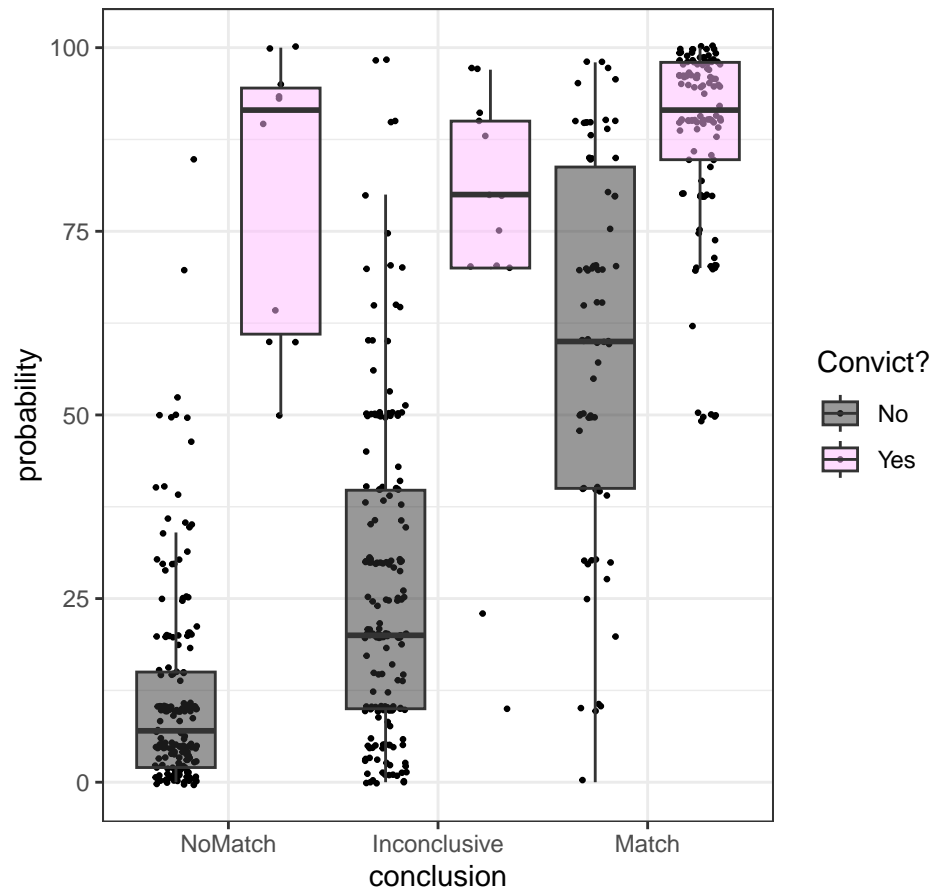 100
75
50
25
0
probability
NoMatch
Inconclusive
Match
conclusion
Convict?
No
Yes